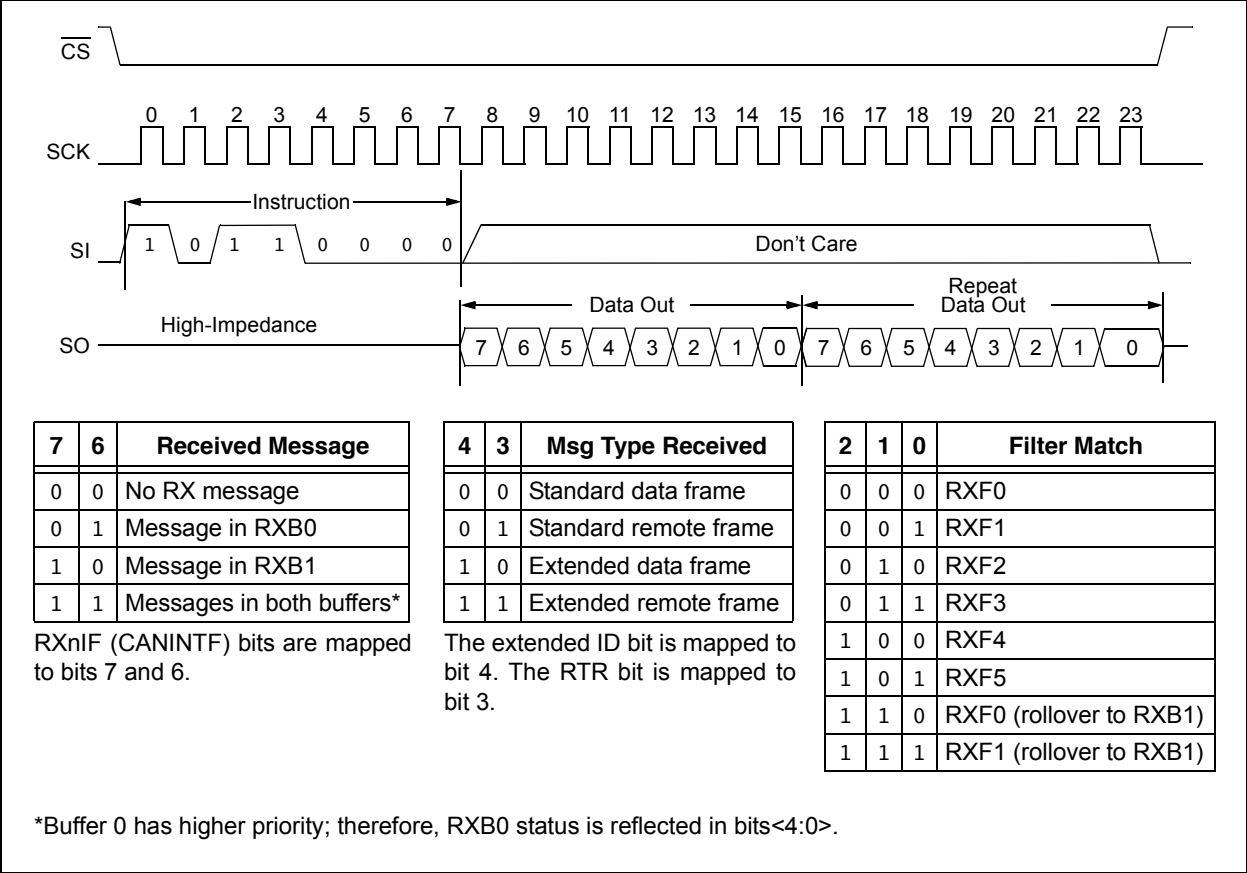 CS
0 1 2 3 4 5 6 7 8 9 10 11 12 13 14 15 16 17 18 19 20 21 22 23
SCK
Instruction
SI 1 0 1 1 0 0 0 0 Don't Care
Data Out
Repeat
Data Out
High-Impedance
SO 7 6 5 4 3 2 1 0 7 6 5 4 3 2 1 0
7 6 Received Message
0 0 No RX message
0 1 Message in RXB0
1 0 Message in RXB1
1 1 Messages in both buffers*
RXnIF (CANINTF) bits are mapped
to bits 7 and 6.
4 3 Msg Type Received
0 0 Standard data frame
0 1 Standard remote frame
1 0 Extended data frame
1 1 Extended remote frame
The extended ID bit is mapped to
bit 4. The RTR bit is mapped to
bit 3.
2 1 0 Filter Match
0 0 0 RXF0
0 0 1 RXF1
0 1 0 RXF2
0 1 1 RXF3
1 0 0 RXF4
1 0 1 RXF5
1 1 0 RXF0 (rollover to RXB1)
1 1 1 RXF1 (rollover to RXB1)
*Buffer 0 has higher priority; therefore, RXB0 status is reflected in bits<4:0>.